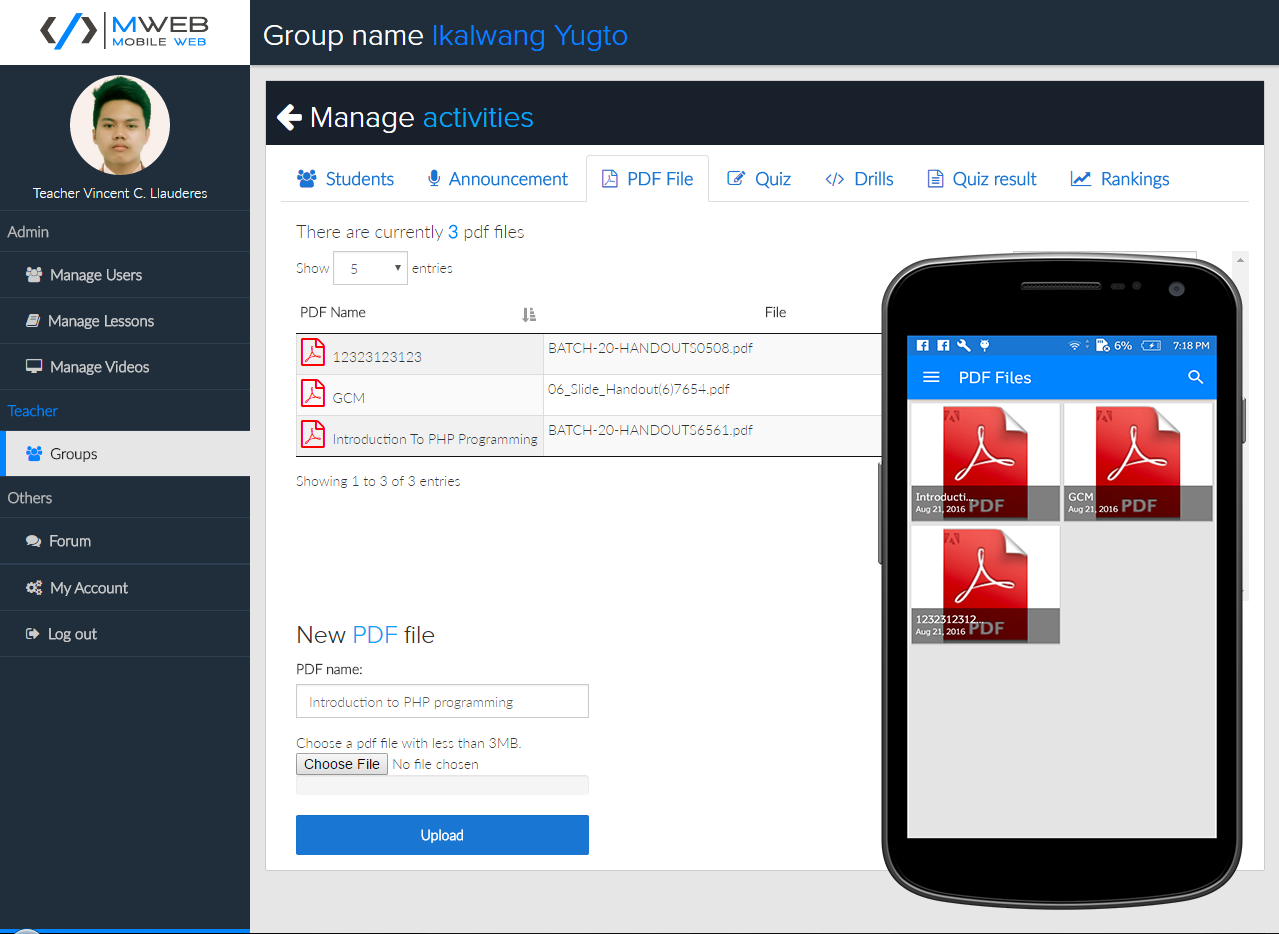 MWEB
MOBILE WEB
Group name Ikalwang Yugto
Teacher Vincent C. Llauderes
Admin
Manage Users
Manage Lessons
Manage Videos
Teacher
Groups
Others
Forum
My Account
Log out
Manage activities
Students Announcement PDF File Quiz Drills Quiz result Rankings
There are currently 3 pdf files
Show 5 entries
PDF Name File
12323123123 BATCH-20-HANDOUTS0508.pdf
GCM 06_Slide_Handout(6)7654.pdf
Introduction To PHP Programming BATCH-20-HANDOUTS6561.pdf
Showing 1 to 3 of 3 entries
New PDF file
PDF name:
Introduction to PHP programming
Choose a pdf file with less than 3MB.
Choose File No file chosen
Upload
6% 7:18 PM
PDF Files
Introducti...
Aug 21, 2016 PDF
GCM
Aug 21, 2016 PDF
1232312312...
Aug 21, 2016 PDF